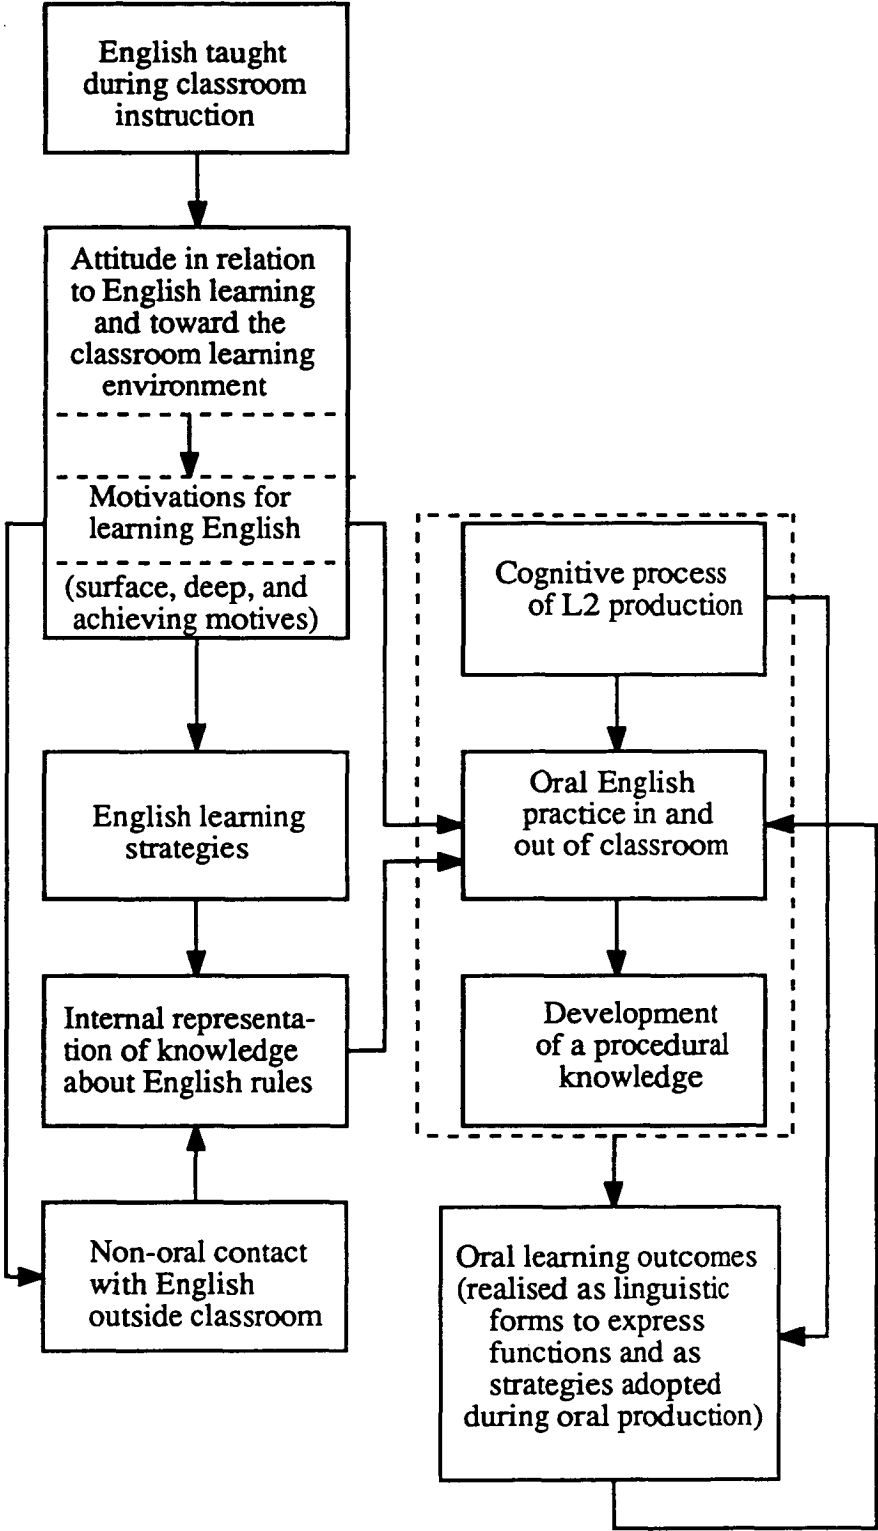 English taught
during classroom
instruction
Attitude in relation
to English learning
and toward the
classroom learning
environment
Motivations for
learning English
(surface, deep, and
achieving motives)
English learning
strategies
Internal representa-
tion of knowledge
about English rules
Non-oral contact
with English
outside classroom
Cognitive process
of L2 production
Oral English
practice in and
out of classroom
Development
of a procedural
knowledge
Oral learning outcomes
(realised as linguistic
forms to express
functions and as
strategies adopted
during oral production)